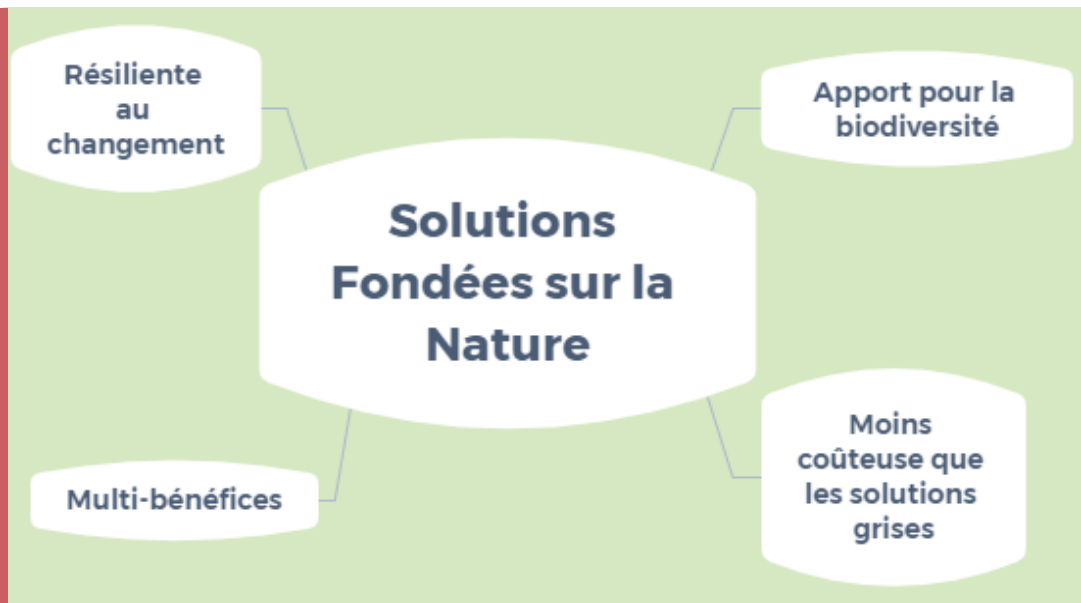 Résiliente
au
changement
Apport pour la
biodiversité
Solutions
Fondées sur la
Nature
Multi-bénéfices
Moins
coûteuse que
les solutions
grises